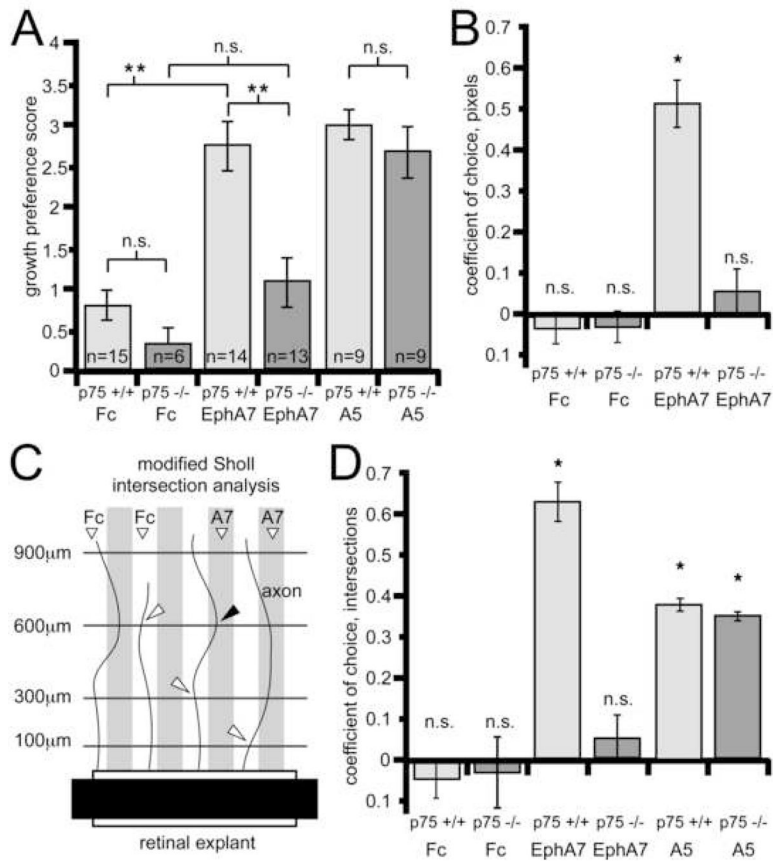 A
growth preference score
4
3.5
3
2.5
2
1.5
1
0.5
0
n.s.
**
**
n.s.
n.s.
n=15
n=6
n=14
n=13
n=9
n=9
p75 +/+ p75 -/- p75 +/+ p75 -/- p75 +/+ p75 -/-
Fc Fc EphA7 EphA7 A5 A5
B
coefficient of choice, pixels
0.7
0.6
0.5
0.4
0.3
0.2
0.1
0
0.1
n.s.
n.s.
*
n.s.
p75 +/+ p75 -/- p75 +/+ p75 -/-
Fc Fc EphA7 EphA7
C
modified Sholl
intersection analysis
Fc Fc A7 A7
900µm
axon
600µm
300µm
100µm
retinal explant
D
coefficient of choice, intersections
0.7
0.6
0.5
0.4
0.3
0.2
0.1
0
0.1
n.s.
n.s.
*
n.s.
*
*
p75 +/+ p75 -/- p75 +/+ p75 -/- p75 +/+ p75 -/-
Fc Fc EphA7 EphA7 A5 A5